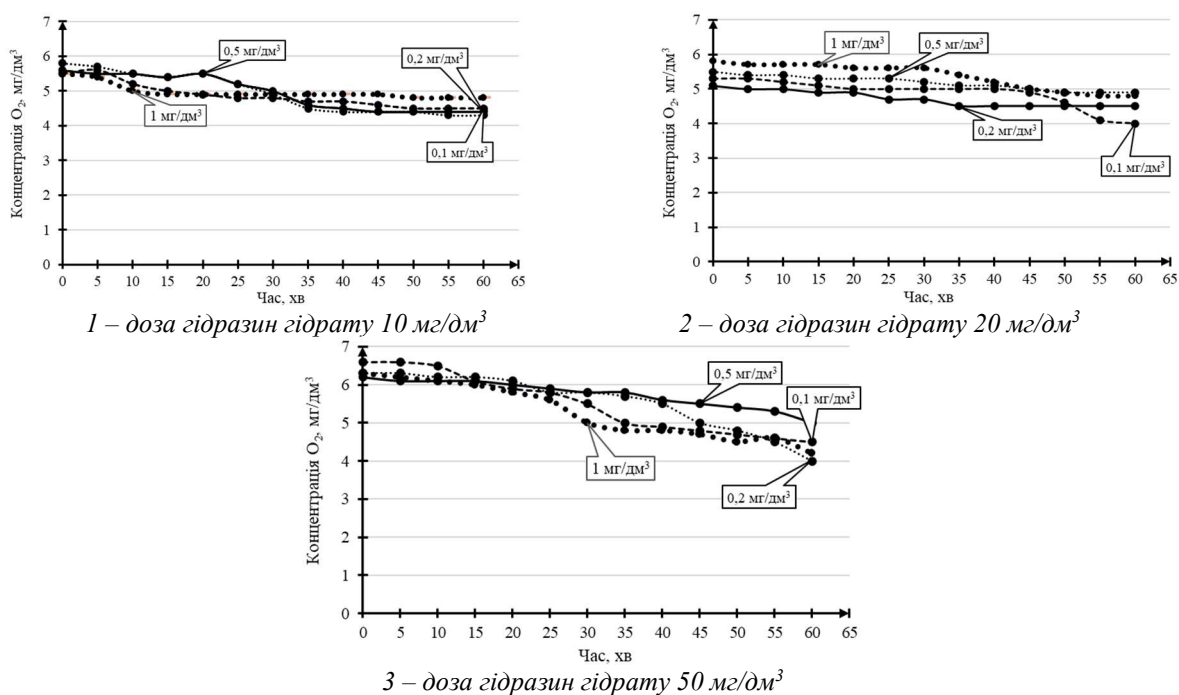 Концентрація O₂, мг/дм³
7
6
5
4
3
2
1
0
0,5 мг/дм³
0,2 мг/дм³
1 мг/дм³
0,1 мг/дм³
0 5 10 15 20 25 30 35 40 45 50 55 60 65
Час, хв
1 – доза гідразин гідрату 10 мг/дм³
Концентрація O₂, мг/дм³
7
6
5
4
3
2
1
0
1 мг/дм³
0,5 мг/дм³
0,2 мг/дм³
0,1 мг/дм³
0 5 10 15 20 25 30 35 40 45 50 55 60 65
Час, хв
2 – доза гідразин гідрату 20 мг/дм³
Концентрація O₂, мг/дм³
7
6
5
4
3
2
1
0
0,5 мг/дм³
0,1 мг/дм³
1 мг/дм³
0,2 мг/дм³
0 5 10 15 20 25 30 35 40 45 50 55 60 65
Час, хв
3 – доза гідразин гідрату 50 мг/дм³